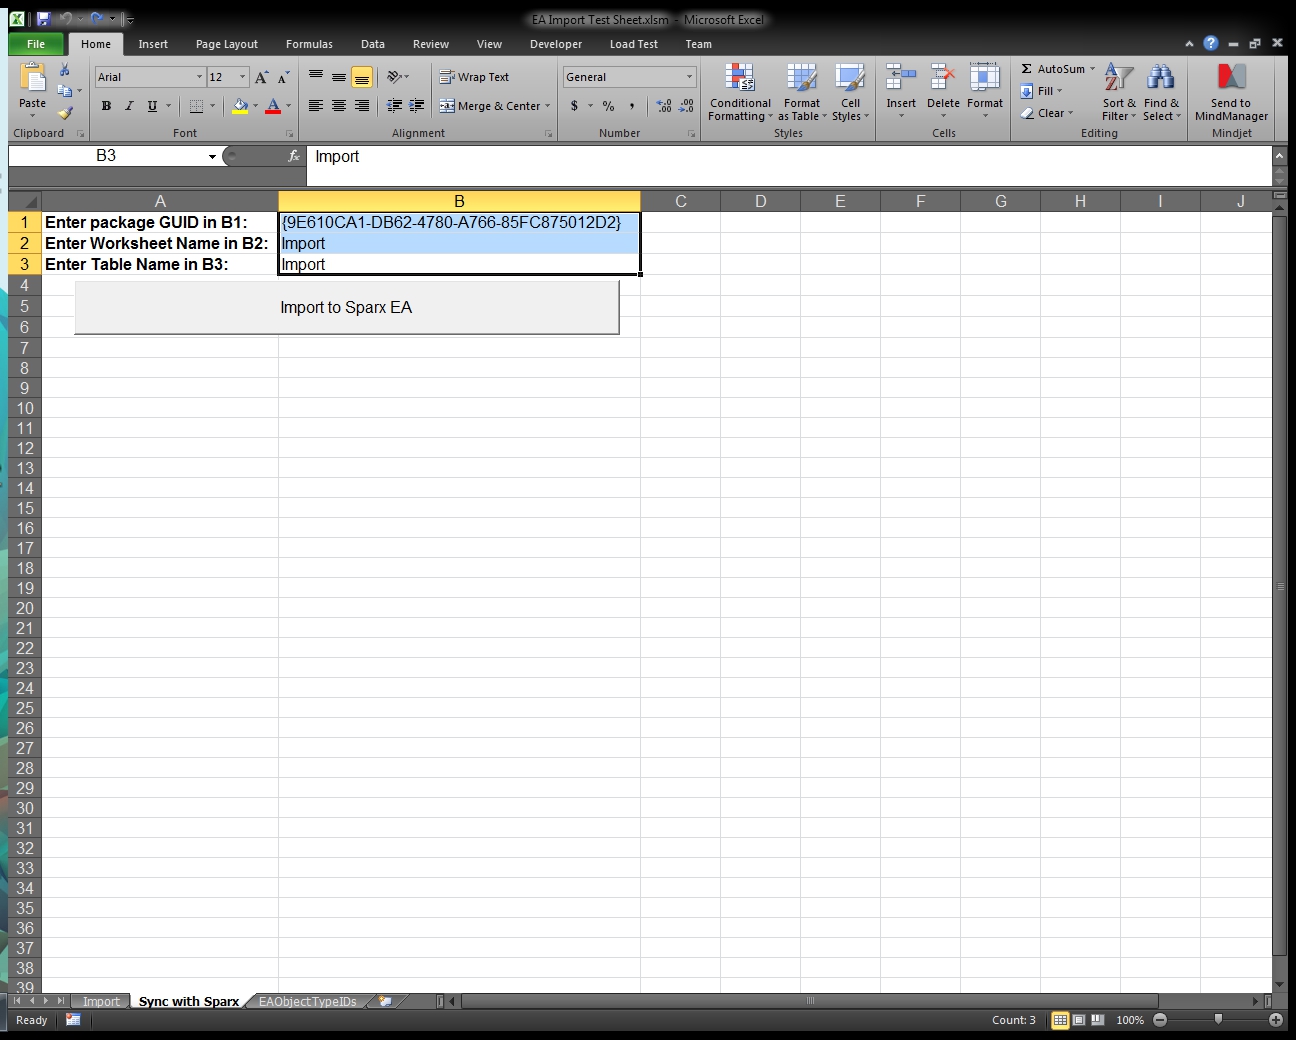 EA Import Test Sheet.xlsm - Microsoft Excel
File Home Insert Page Layout Formulas Data Review View Developer Load Test Team
Arial 12 Wrap Text General Σ AutoSum
Paste B I U A A A Merge & Center $ % , .00 Conditional Formatting Format as Table Cell Styles Insert Delete Format Fill Clear Sort & Filter Find & Select Send to MindManager
Clipboard Font Alignment Number Styles Cells Editing Mindjet
B3 fx Import
A B C D E F G H I J
1 Enter package GUID in B1: {9E610CA1-DB62-4780-A766-85FC875012D2}
2 Enter Worksheet Name in B2: Import
3 Enter Table Name in B3: Import
4
5 Import to Sparx EA
6
7
8
9
10
11
12
13
14
15
16
17
18
19
20
21
22
23
24
25
26
27
28
29
30
31
32
33
34
35
36
37
38
39
Import Sync with Sparx EAObjectTypeIDs
Ready Count: 3 100%